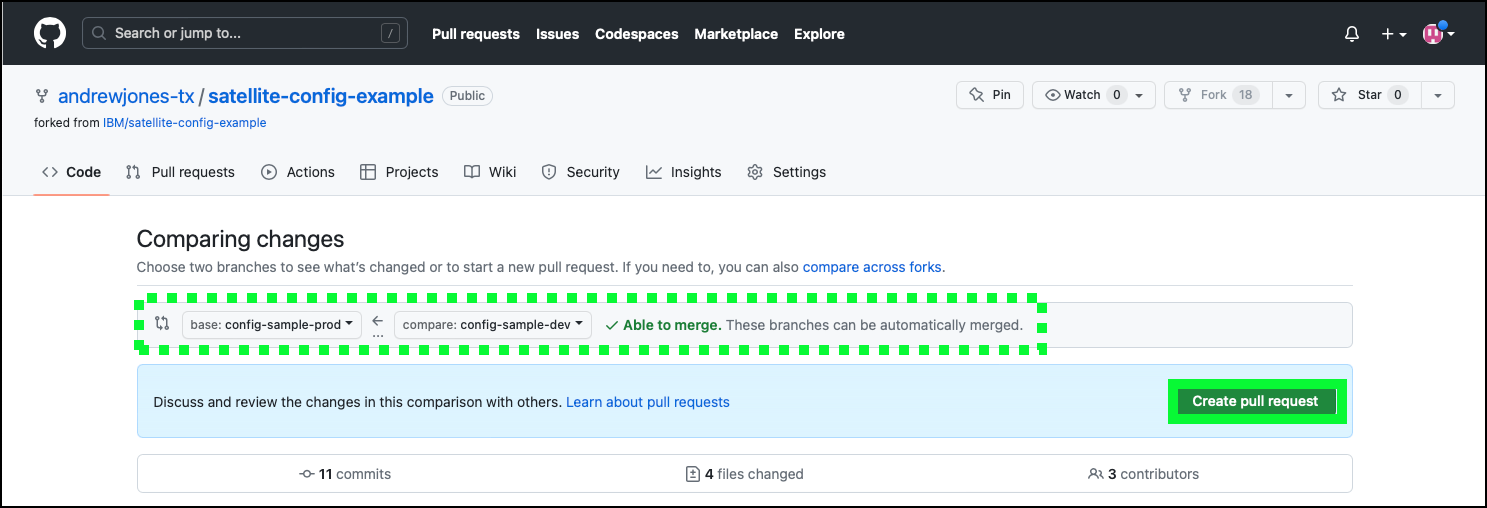 Search or jump to... / Pull requests Issues Codespaces Marketplace Explore
andrewjones-tx / satellite-config-example Public Pin Watch 0 Fork 18 Star 0
forked from IBM/satellite-config-example
Code Pull requests Actions Projects Wiki Security Insights Settings
Comparing changes
Choose two branches to see what's changed or to start a new pull request. If you need to, you can also compare across forks.
base: config-sample-prod ← compare: config-sample-dev ✓ Able to merge. These branches can be automatically merged.
...
Discuss and review the changes in this comparison with others. Learn about pull requests Create pull request
11 commits 4 files changed 3 contributors